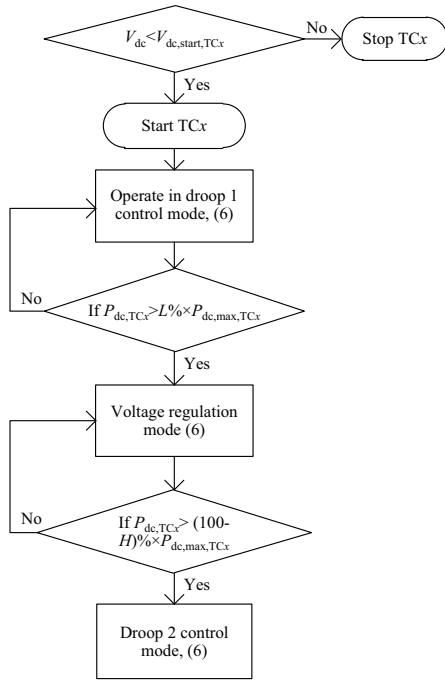 V_dc<V_dc,start,TCx
No
Stop TCx
Yes
Start TCx
Operate in droop 1
control mode, (6)
No
If P_dc,TCx>L%×P_dc,max,TCx
Yes
Voltage regulation
mode (6)
No
If P_dc,TCx> (100-
H)%×P_dc,max,TCx
Yes
Droop 2 control
mode, (6)